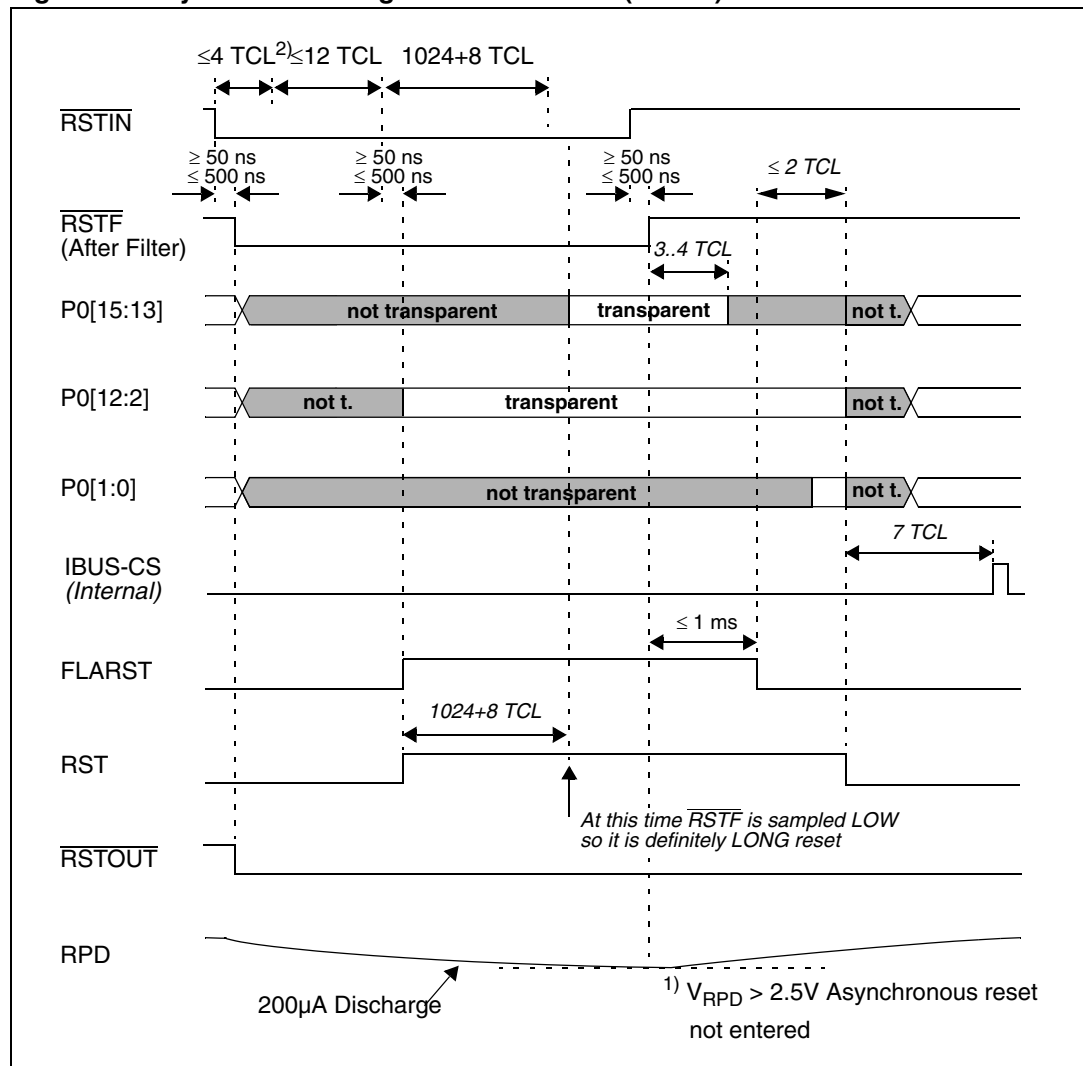 ≤4 TCL2)≤12 TCL 1024+8 TCL
RSTIN
≥ 50 ns ≥ 50 ns ≥ 50 ns
≤ 500 ns ≤ 500 ns ≤ 500 ns
≤ 2 TCL
RSTF
(After Filter)
3..4 TCL
P0[15:13] not transparent transparent not t.
P0[12:2] not t. transparent not t.
P0[1:0] not transparent not t.
7 TCL
IBUS-CS
(Internal)
≤ 1 ms
FLARST
1024+8 TCL
RST
At this time RSTF is sampled LOW
so it is definitely LONG reset
RSTOUT
RPD
200µA Discharge
1) VRPD > 2.5V Asynchronous reset
not entered